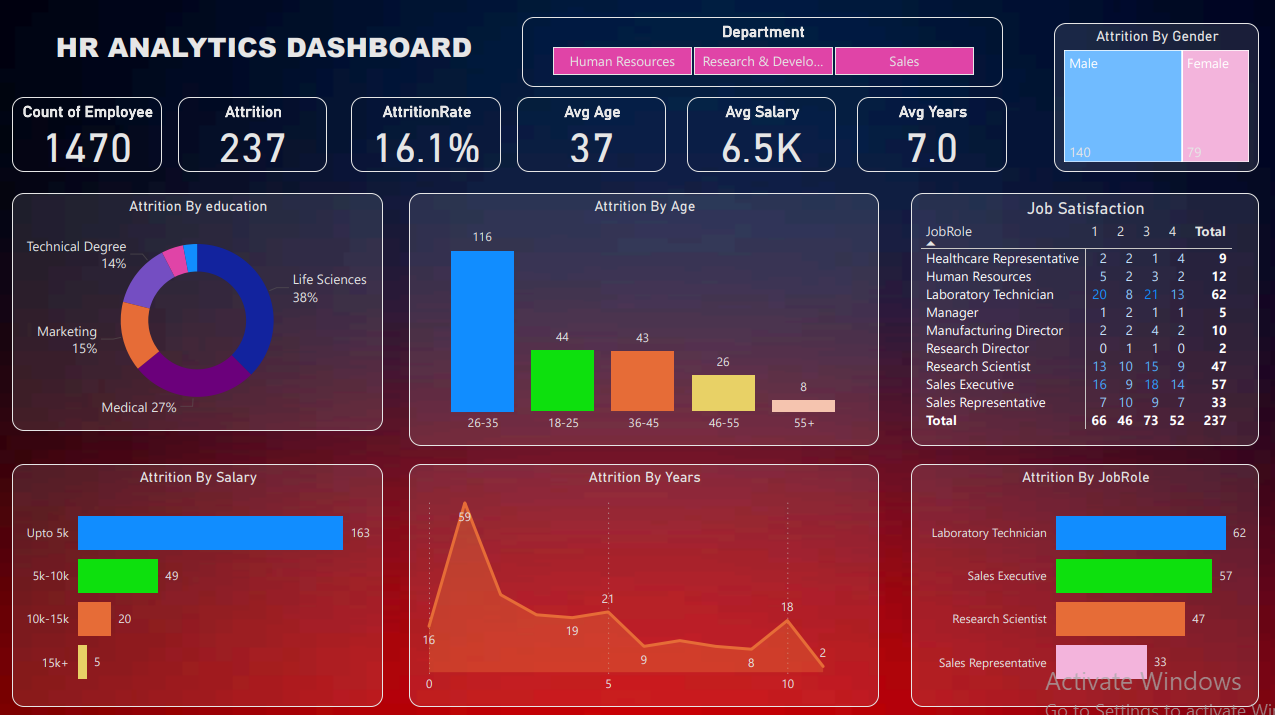 HR ANALYTICS DASHBOARD
Department
Human Resources
Research & Develo...
Sales
Attrition By Gender
Male
Female
140
79
Count of Employee
1470
Attrition
237
AttritionRate
16.1%
Avg Age
37
Avg Salary
6.5K
Avg Years
7.0
Attrition By education
Technical Degree
14%
Life Sciences
38%
Marketing
15%
Medical 27%
Attrition By Age
116
44
43
26
8
26-35
18-25
36-45
46-55
55+
Job Satisfaction
JobRole 1 2 3 4 Total
Healthcare Representative 2 2 1 4 9
Human Resources 5 2 3 2 12
Laboratory Technician 20 8 21 13 62
Manager 1 2 1 1 5
Manufacturing Director 2 2 4 2 10
Research Director 0 1 1 0 2
Research Scientist 13 10 15 9 47
Sales Executive 16 9 18 14 57
Sales Representative 7 10 9 7 33
Total 66 46 73 52 237
Attrition By Salary
Upto 5k 163
5k-10k 49
10k-15k 20
15k+ 5
Attrition By Years
59
16
19
21
9
8
18
2
0
5
10
Attrition By JobRole
Laboratory Technician 62
Sales Executive 57
Research Scientist 47
Sales Representative 33
Activate Windows
Go to Settings to activate Wi